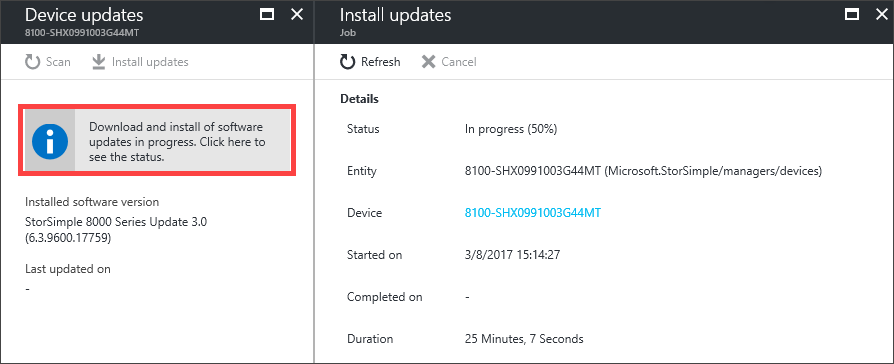 Device updates
8100-SHX0991003G44MT
Scan
Install updates
Download and install of software
updates in progress. Click here to
see the status.
Installed software version
StorSimple 8000 Series Update 3.0
(6.3.9600.17759)
Last updated on
-
Install updates
Job
Refresh
Cancel
Details
Status In progress (50%)
Entity 8100-SHX0991003G44MT (Microsoft.StorSimple/managers/devices)
Device 8100-SHX0991003G44MT
Started on 3/8/2017 15:14:27
Completed on -
Duration 25 Minutes, 7 Seconds